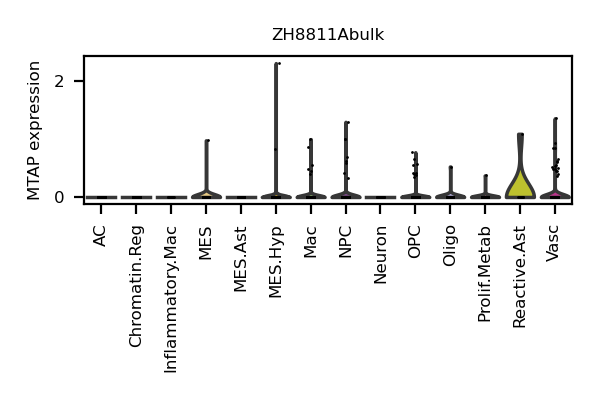 ZH8811Abulk
MTAP expression
2
0
AC
Chromatin.Reg
Inflammatory.Mac
MES
MES.Ast
MES.Hyp
Mac
NPC
Neuron
OPC
Oligo
Prolif.Metab
Reactive.Ast
Vasc